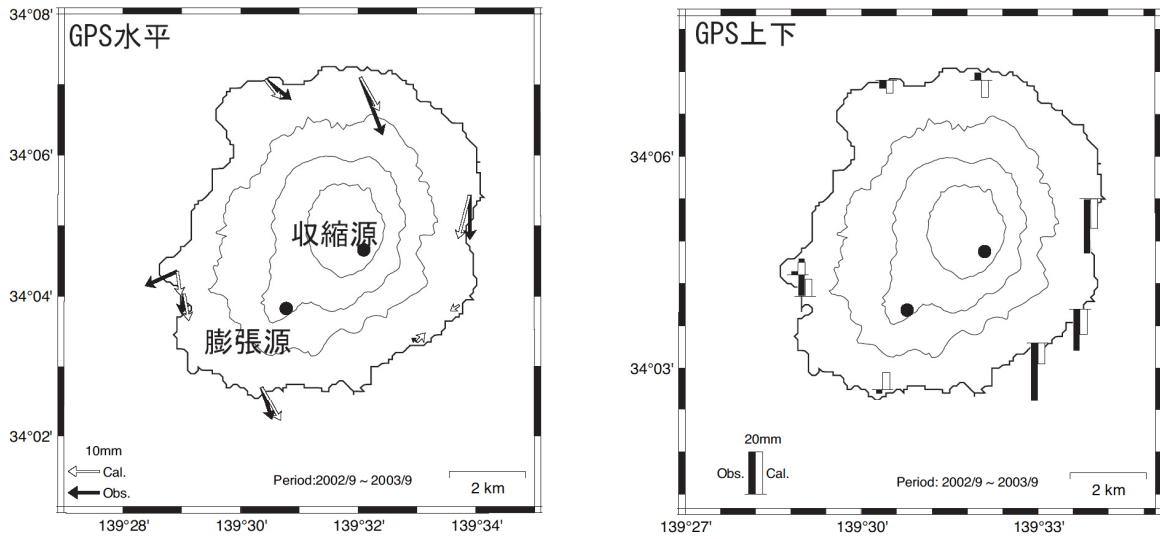 GPS水平
34°08'
34°06'
34°04'
34°02'
収縮源
膨張源
10mm
Cal.
Obs.
Period:2002/9 ~ 2003/9
2 km
139°28'
139°30'
139°32'
139°34'
GPS上下
34°06'
34°03'
20mm
Obs.
Cal.
Period: 2002/9 ~ 2003/9
2 km
139°27'
139°30'
139°33'